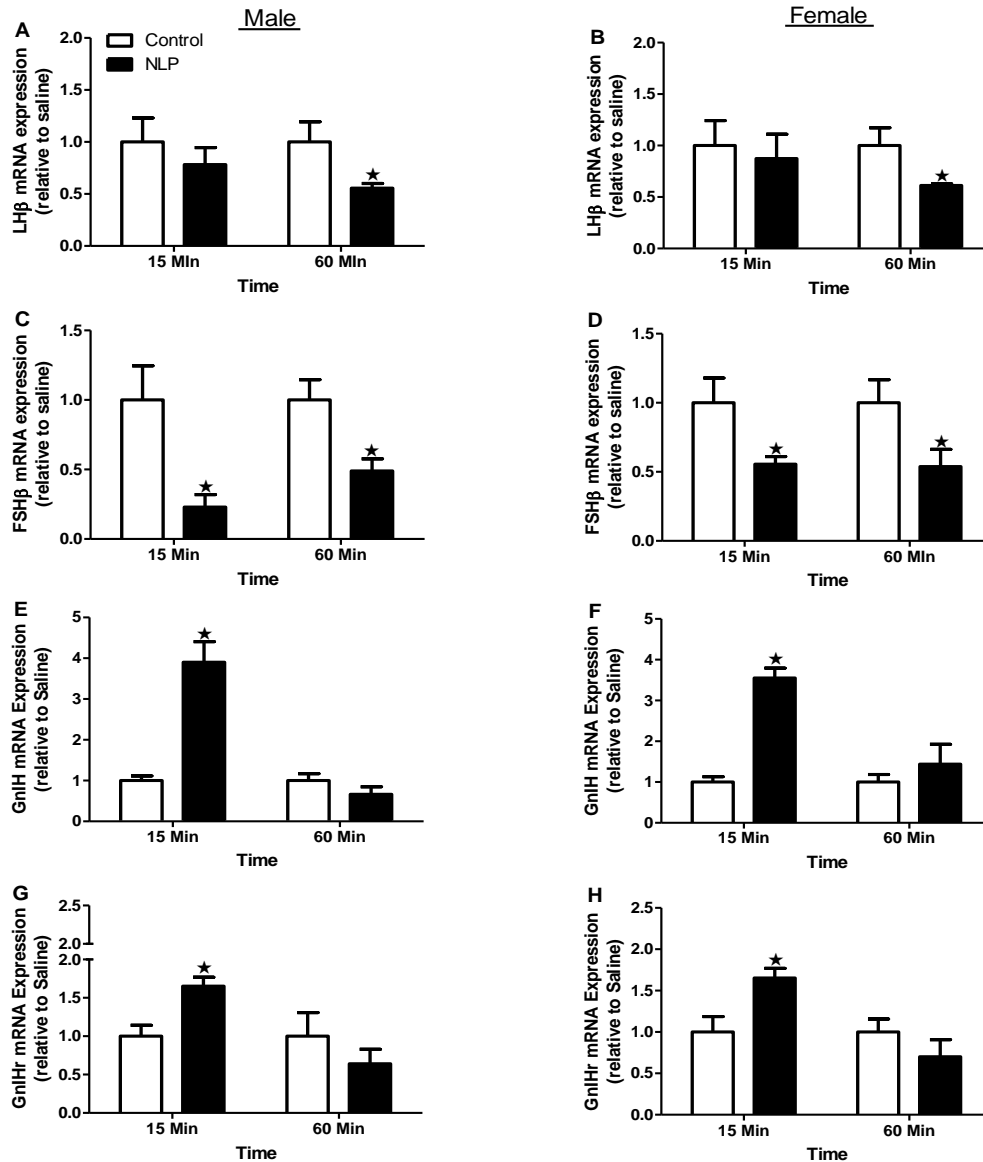 Male
Female
A
LHβ mRNA expression
(relative to saline)
2.0
1.5
1.0
0.5
0.0
Control
NLP
★
15 MIn
60 MIn
Time
B
LHβ mRNA expression
(relative to saline)
2.0
1.5
1.0
0.5
0.0
★
15 Min
60 MIn
Time
C
FSHβ mRNA expression
(relative to saline)
1.5
1.0
0.5
0.0
★
★
15 Min
60 Min
Time
D
FSHβ mRNA expression
(relative to saline)
1.5
1.0
0.5
0.0
★
★
15 Min
60 MIn
Time
E
GnIH mRNA Expression
(relative to Saline)
5
4
3
2
1
0
★
15 Min
60 Min
Time
F
GnIH mRNA Expression
(relative to Saline)
5
4
3
2
1
0
★
15 Min
60 Min
Time
G
GnIHr mRNA Expression
(relative to Saline)
2.5
2.0
2.0
1.5
1.0
0.5
0.0
★
15 Min
60 Min
Time
H
GnIHr mRNA Expression
(relative to Saline)
2.5
2.0
1.5
1.0
0.5
0.0
★
15 Min
60 Min
Time